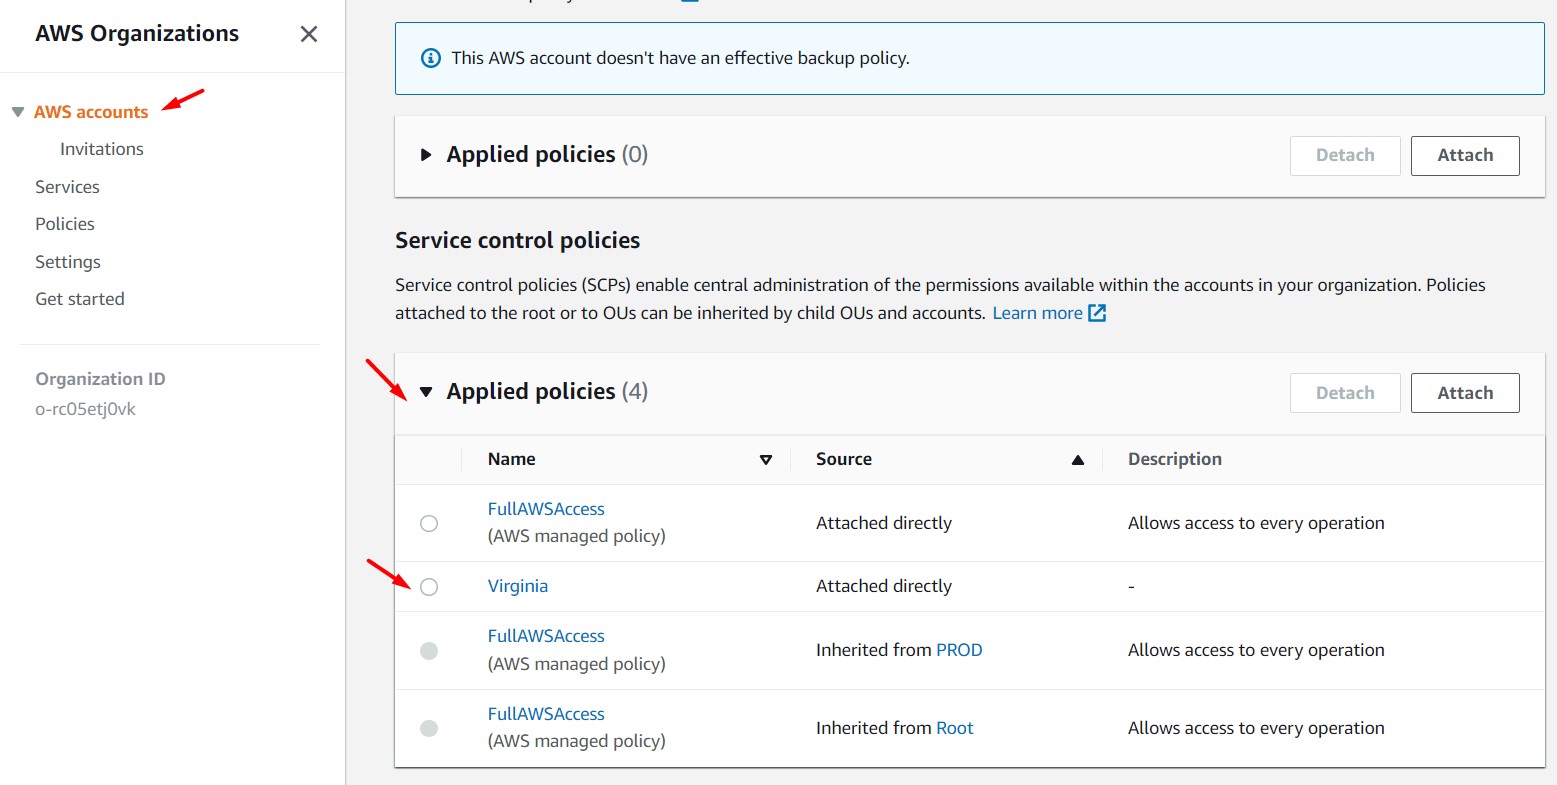 AWS Organizations
AWS accounts
Invitations
Services
Policies
Settings
Get started
Organization ID
o-rc05etj0vk
This AWS account doesn't have an effective backup policy.
Applied policies (0)
Detach
Attach
Service control policies
Service control policies (SCPs) enable central administration of the permissions available within the accounts in your organization. Policies
attached to the root or to OUs can be inherited by child OUs and accounts. Learn more
Applied policies (4)
Detach
Attach
Name Source Description
FullAWSAccess
(AWS managed policy)
Attached directly
Allows access to every operation
Virginia
Attached directly
-
FullAWSAccess
(AWS managed policy)
Inherited from PROD
Allows access to every operation
FullAWSAccess
(AWS managed policy)
Inherited from Root
Allows access to every operation